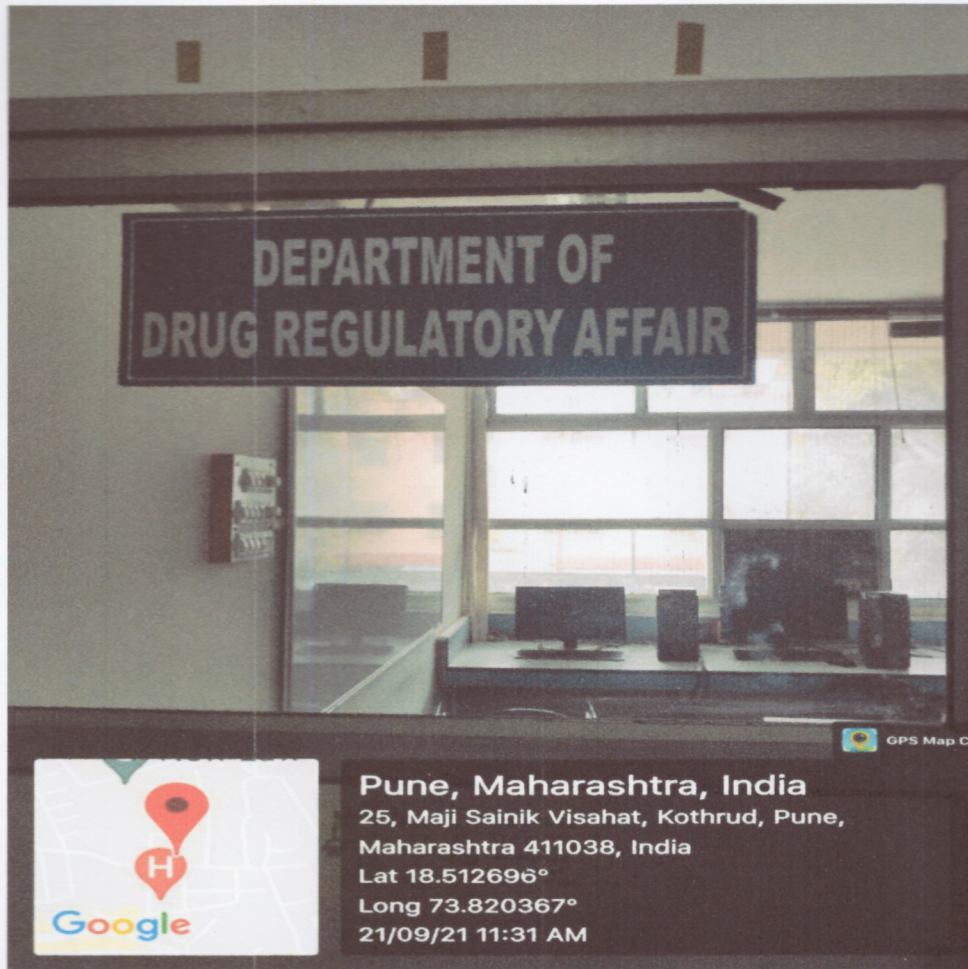 DEPARTMENT OF
DRUG REGULATORY AFFAIR
GPS Map
Pune, Maharashtra, India
25, Maji Sainik Visahat, Kothrud, Pune,
Maharashtra 411038, India
Lat 18.512696°
Long 73.820367°
21/09/21 11:31 AM
H
Google